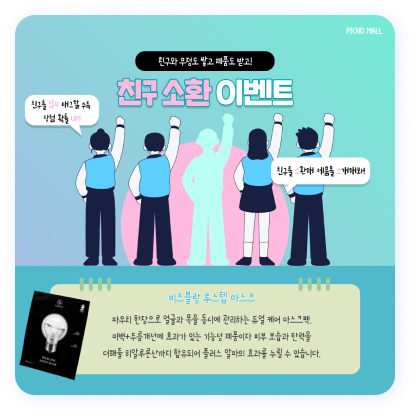 PICNO MALL
친구와 우정도 쌓고 제품도 받고!
친구 소환 이벤트
친구를 많이 태그할 수록
당첨 확률 UP!
친구를 소환해! 제품을 소개해봐!
비즈블랑 투스텝 마스크
파우치 한장으로 얼굴과 목을 동시에 관리하는 듀얼 케어 마스크팩.
미백+주름개선에 효과가 있는 기능성 제품이자 피부 보습과 탄력을
더해줄 히알루론산까지 함유되어 플러스 알파의 효과를 누릴 수 있습니다.